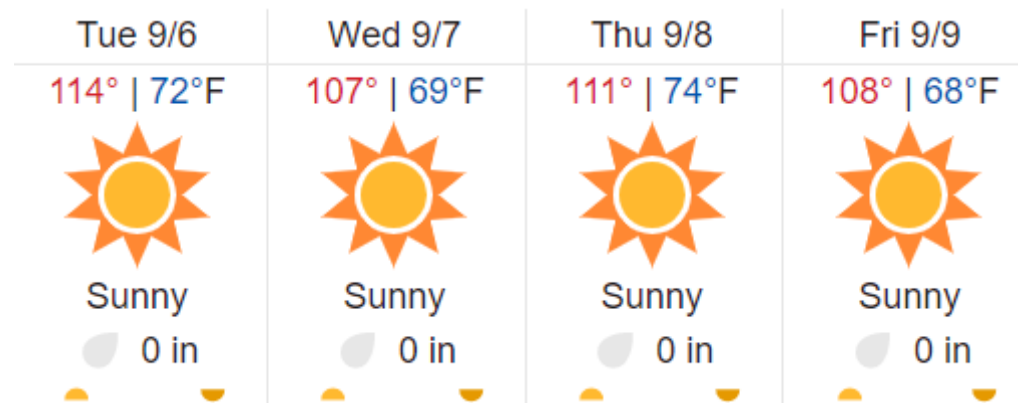 Tue 9/6
114° | 72°F
Sunny
0 in
Wed 9/7
107° | 69°F
Sunny
0 in
Thu 9/8
111° | 74°F
Sunny
0 in
Fri 9/9
108° | 68°F
Sunny
0 in